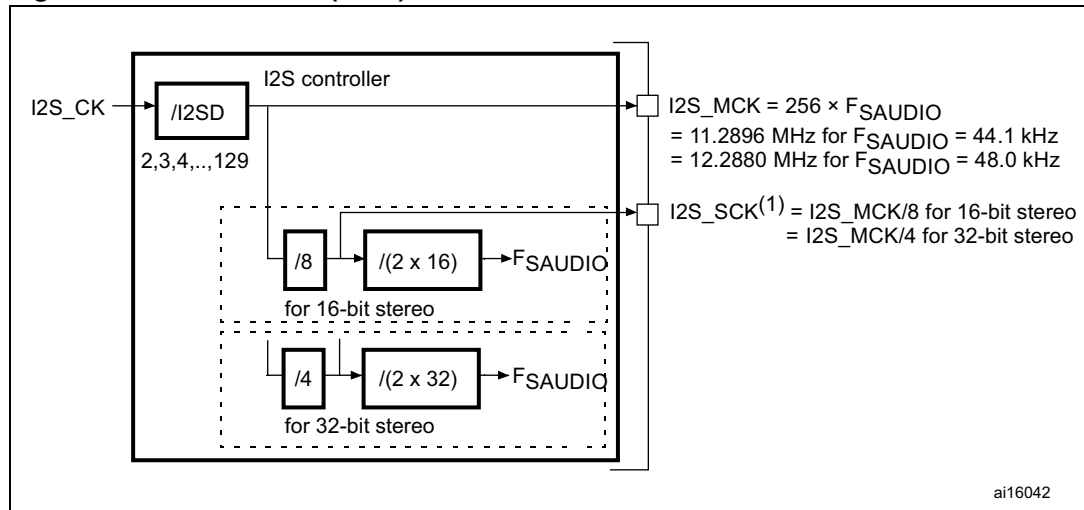 I2S controller
I2S_CK
/I2SD
2,3,4,..,129
I2S_MCK = 256 × FSAUDIO
= 11.2896 MHz for FSAUDIO = 44.1 kHz
= 12.2880 MHz for FSAUDIO = 48.0 kHz
I2S_SCK(1) = I2S_MCK/8 for 16-bit stereo
= I2S_MCK/4 for 32-bit stereo
/8
/(2 x 16)
FSAUDIO
for 16-bit stereo
/4
/(2 x 32)
FSAUDIO
for 32-bit stereo
ai16042